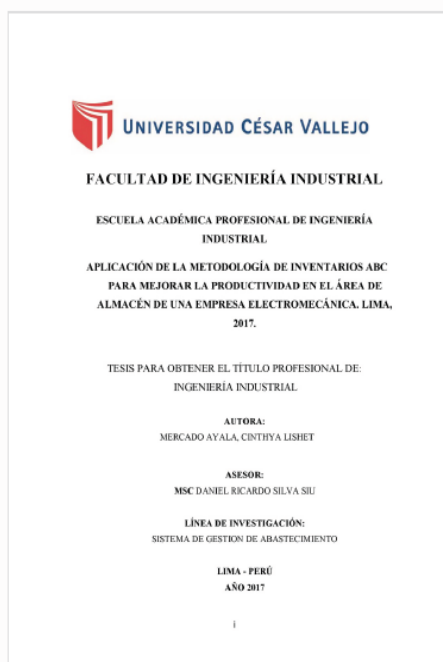 UNIVERSIDAD CÉSAR VALLEJO
FACULTAD DE INGENIERÍA INDUSTRIAL
ESCUELA ACADÉMICA PROFESIONAL DE INGENIERÍA
INDUSTRIAL
APLICACIÓN DE LA METODOLOGÍA DE INVENTARIOS ABC
PARA MEJORAR LA PRODUCTIVIDAD EN EL ÁREA DE
ALMACÉN DE UNA EMPRESA ELECTROMECÁNICA. LIMA,
2017.
TESIS PARA OBTENER EL TÍTULO PROFESIONAL DE:
INGENIERÍA INDUSTRIAL
AUTORA:
MERCADO AYALA, CINTHYA LISHET
ASESOR:
MSC DANIEL RICARDO SILVA SIU
LÍNEA DE INVESTIGACIÓN:
SISTEMA DE GESTION DE ABASTECIMIENTO
LIMA - PERÚ
AÑO 2017
i